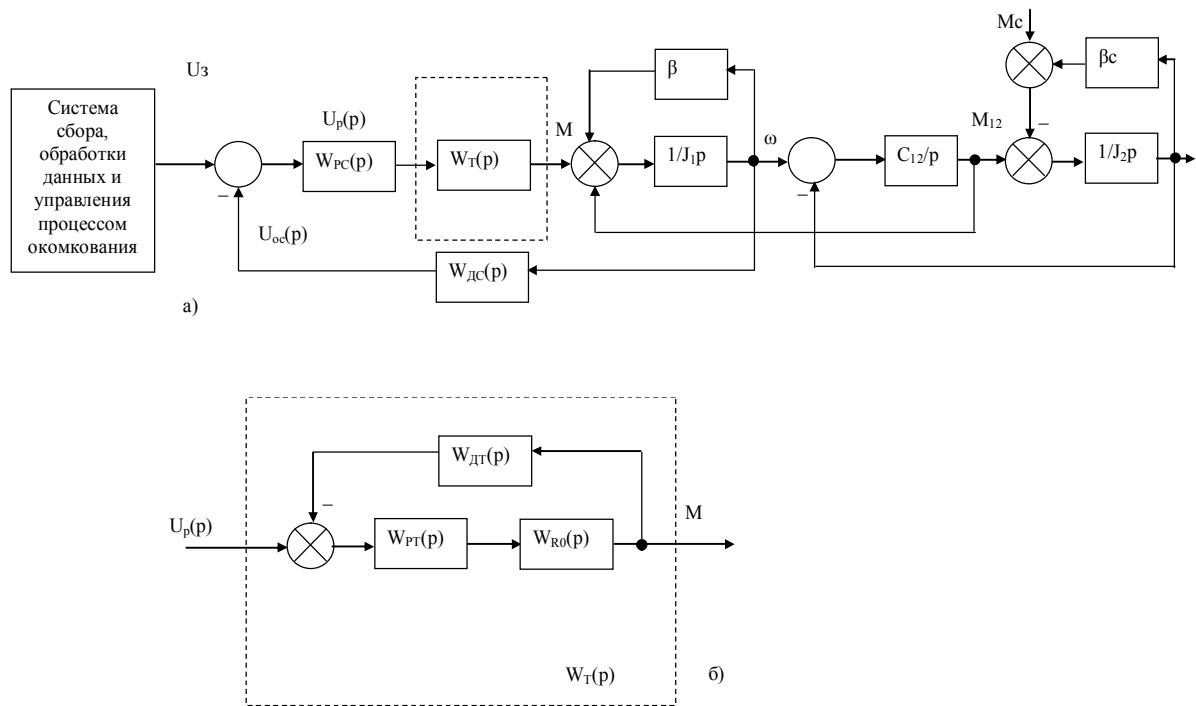 Mc
Uз
βc
β
Система
сбора,
обработки
данных и
управления
процессом
окомкования
Uр(p)
M
M₁₂
WРС(p)
WТ(p)
1/J₁p
ω
C₁₂/p
–
1/J₂p
–
–
Uос(p)
WДС(p)
а)
WДТ(p)
–
M
Uр(p)
WРТ(p)
WR0(p)
WТ(p)
б)